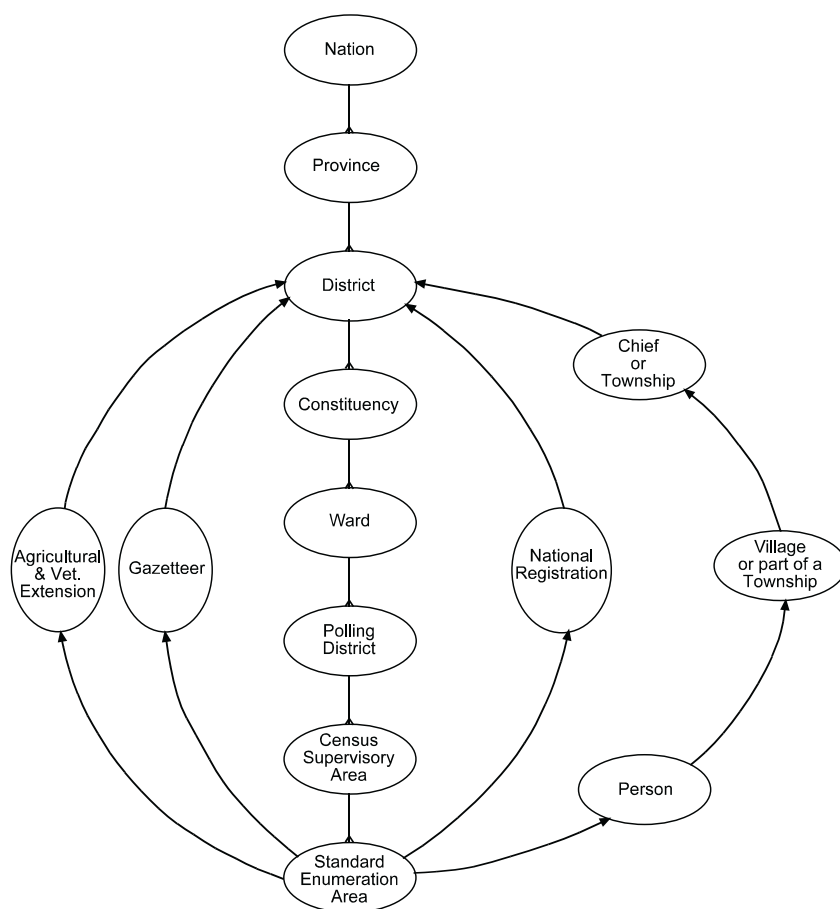 Nation
Province
District
Chief
or
Township
Constituency
Ward
Agricultural
& Vet.
Extension
Gazetteer
National
Registration
Village
or part of a
Township
Polling
District
Census
Supervisory
Area
Person
Standard
Enumeration
Area